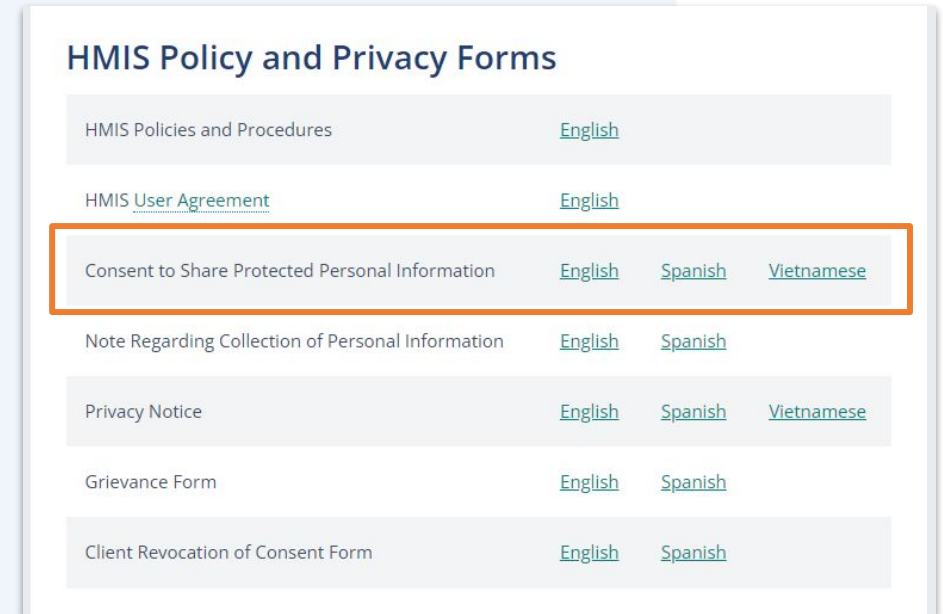 HMIS Policy and Privacy Forms
HMIS Policies and Procedures English
HMIS User Agreement English
Consent to Share Protected Personal Information English Spanish Vietnamese
Note Regarding Collection of Personal Information English Spanish
Privacy Notice English Spanish Vietnamese
Grievance Form English Spanish
Client Revocation of Consent Form English Spanish